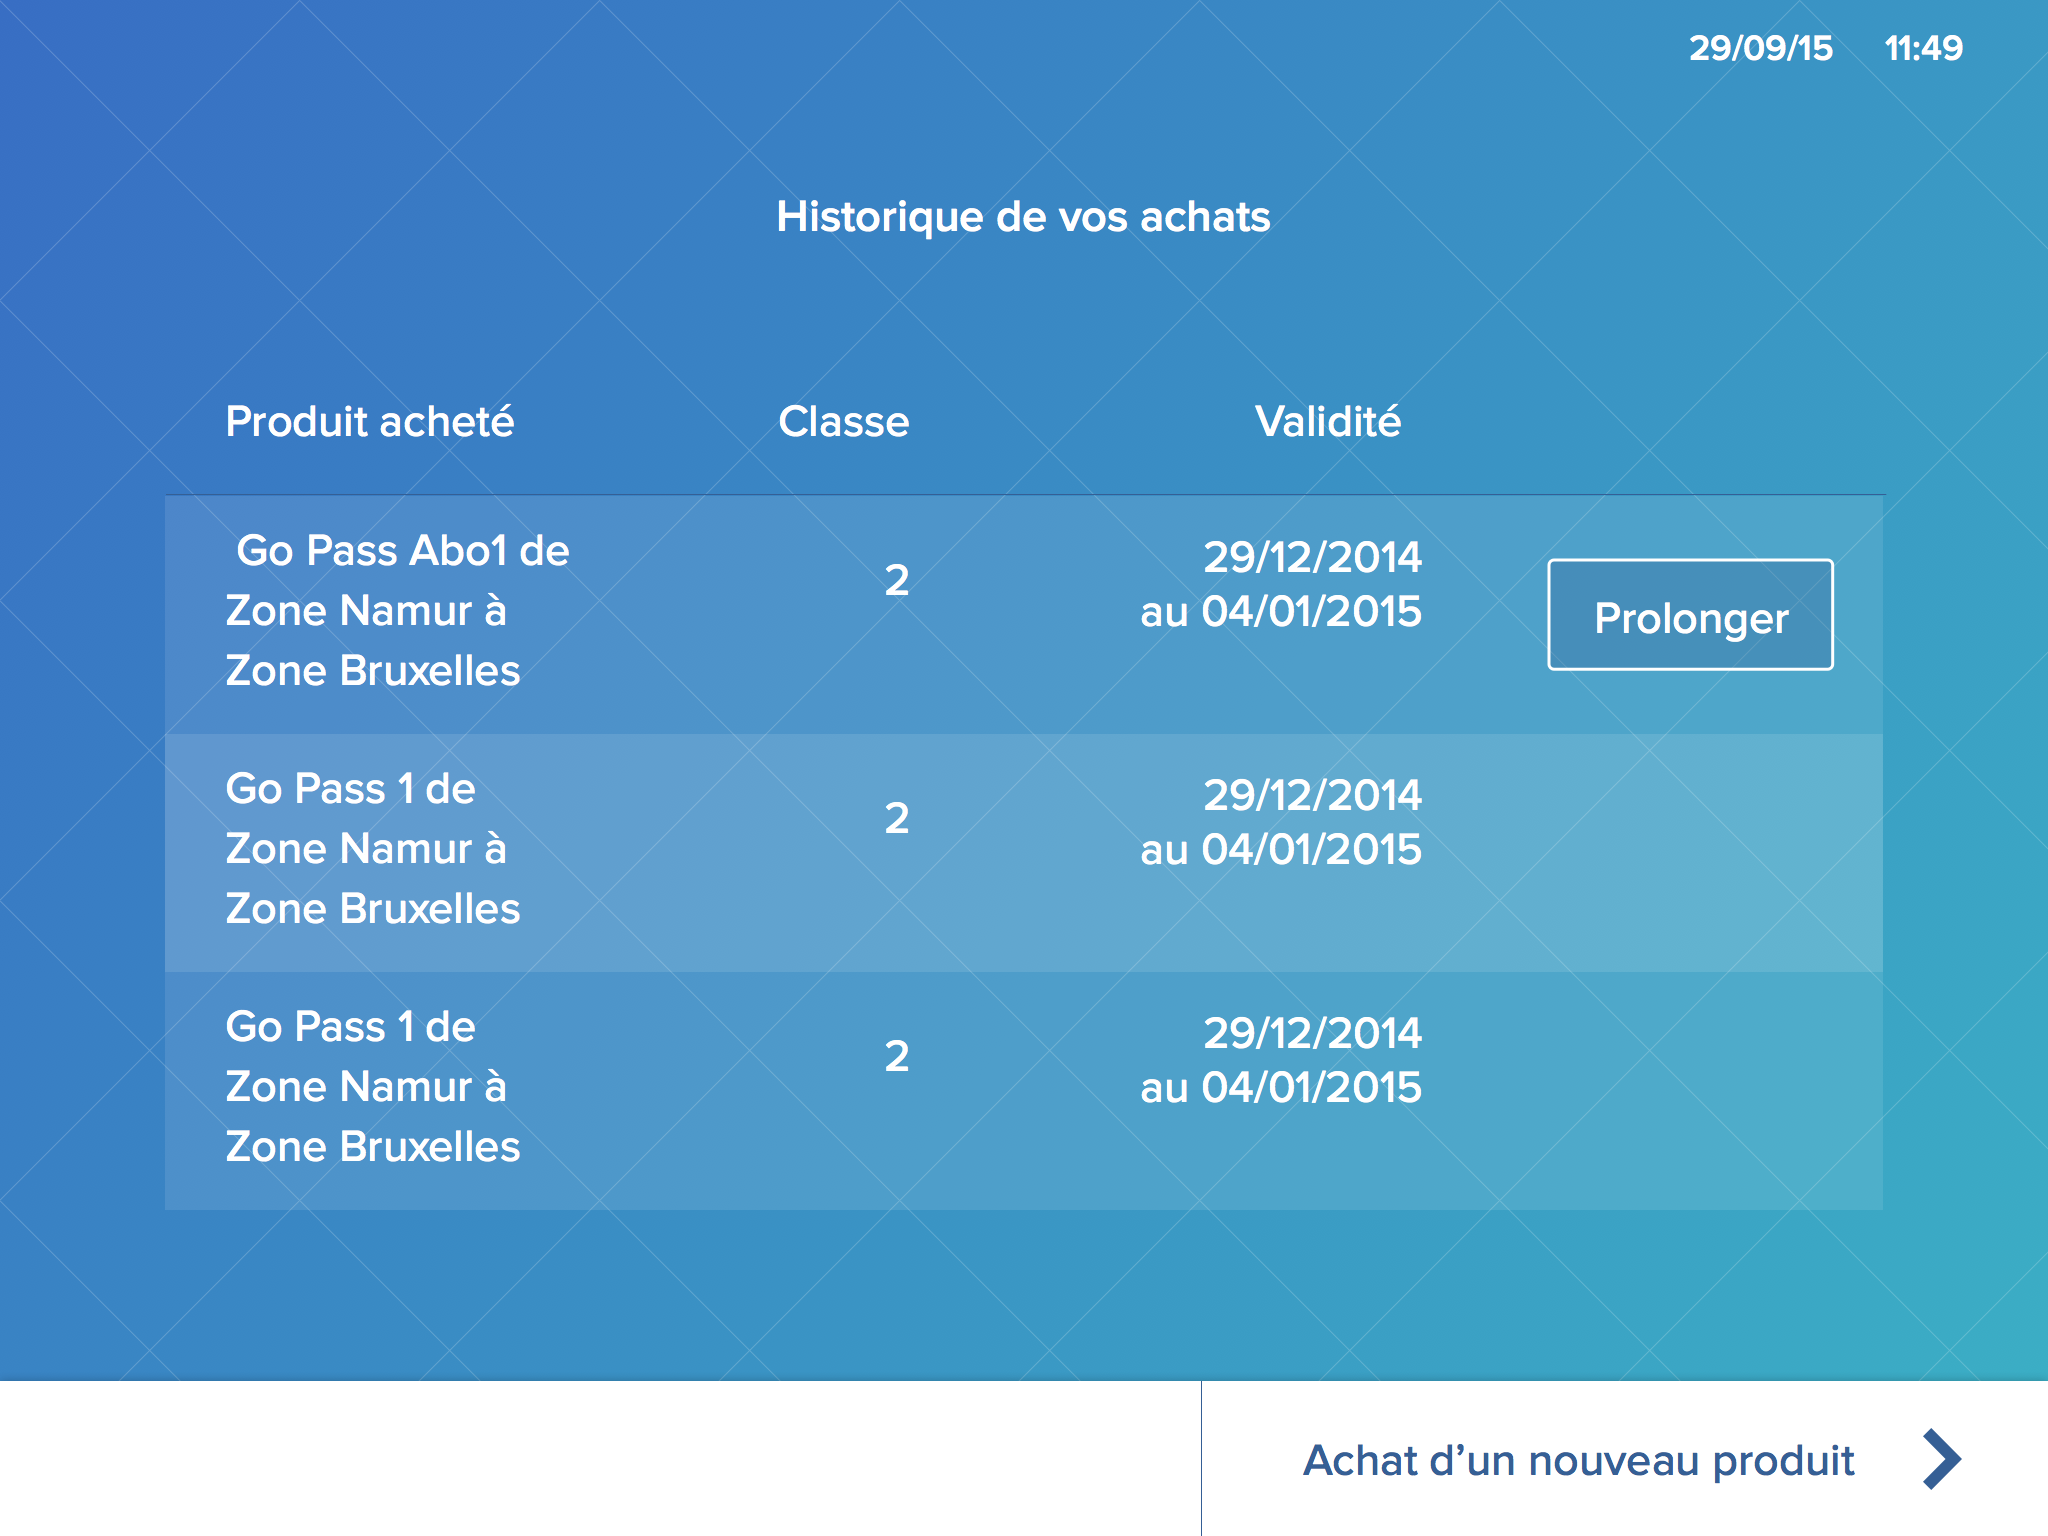 29/09/15 11:49
Historique de vos achats
Produit acheté Classe Validité
Go Pass Abo1 de
Zone Namur à
Zone Bruxelles
2
29/12/2014
au 04/01/2015
Prolonger
Go Pass 1 de
Zone Namur à
Zone Bruxelles
2
29/12/2014
au 04/01/2015
Go Pass 1 de
Zone Namur à
Zone Bruxelles
2
29/12/2014
au 04/01/2015
Achat d’un nouveau produit